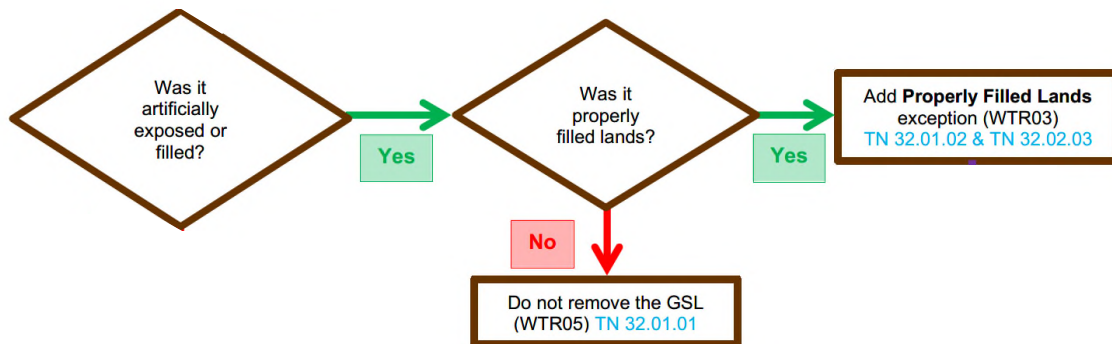 Was it
artificially
exposed or
filled?
Yes
Was it
properly
filled lands?
Yes
Add Properly Filled Lands
exception (WTR03)
TN 32.01.02 & TN 32.02.03
No
Do not remove the GSL
(WTR05) TN 32.01.01